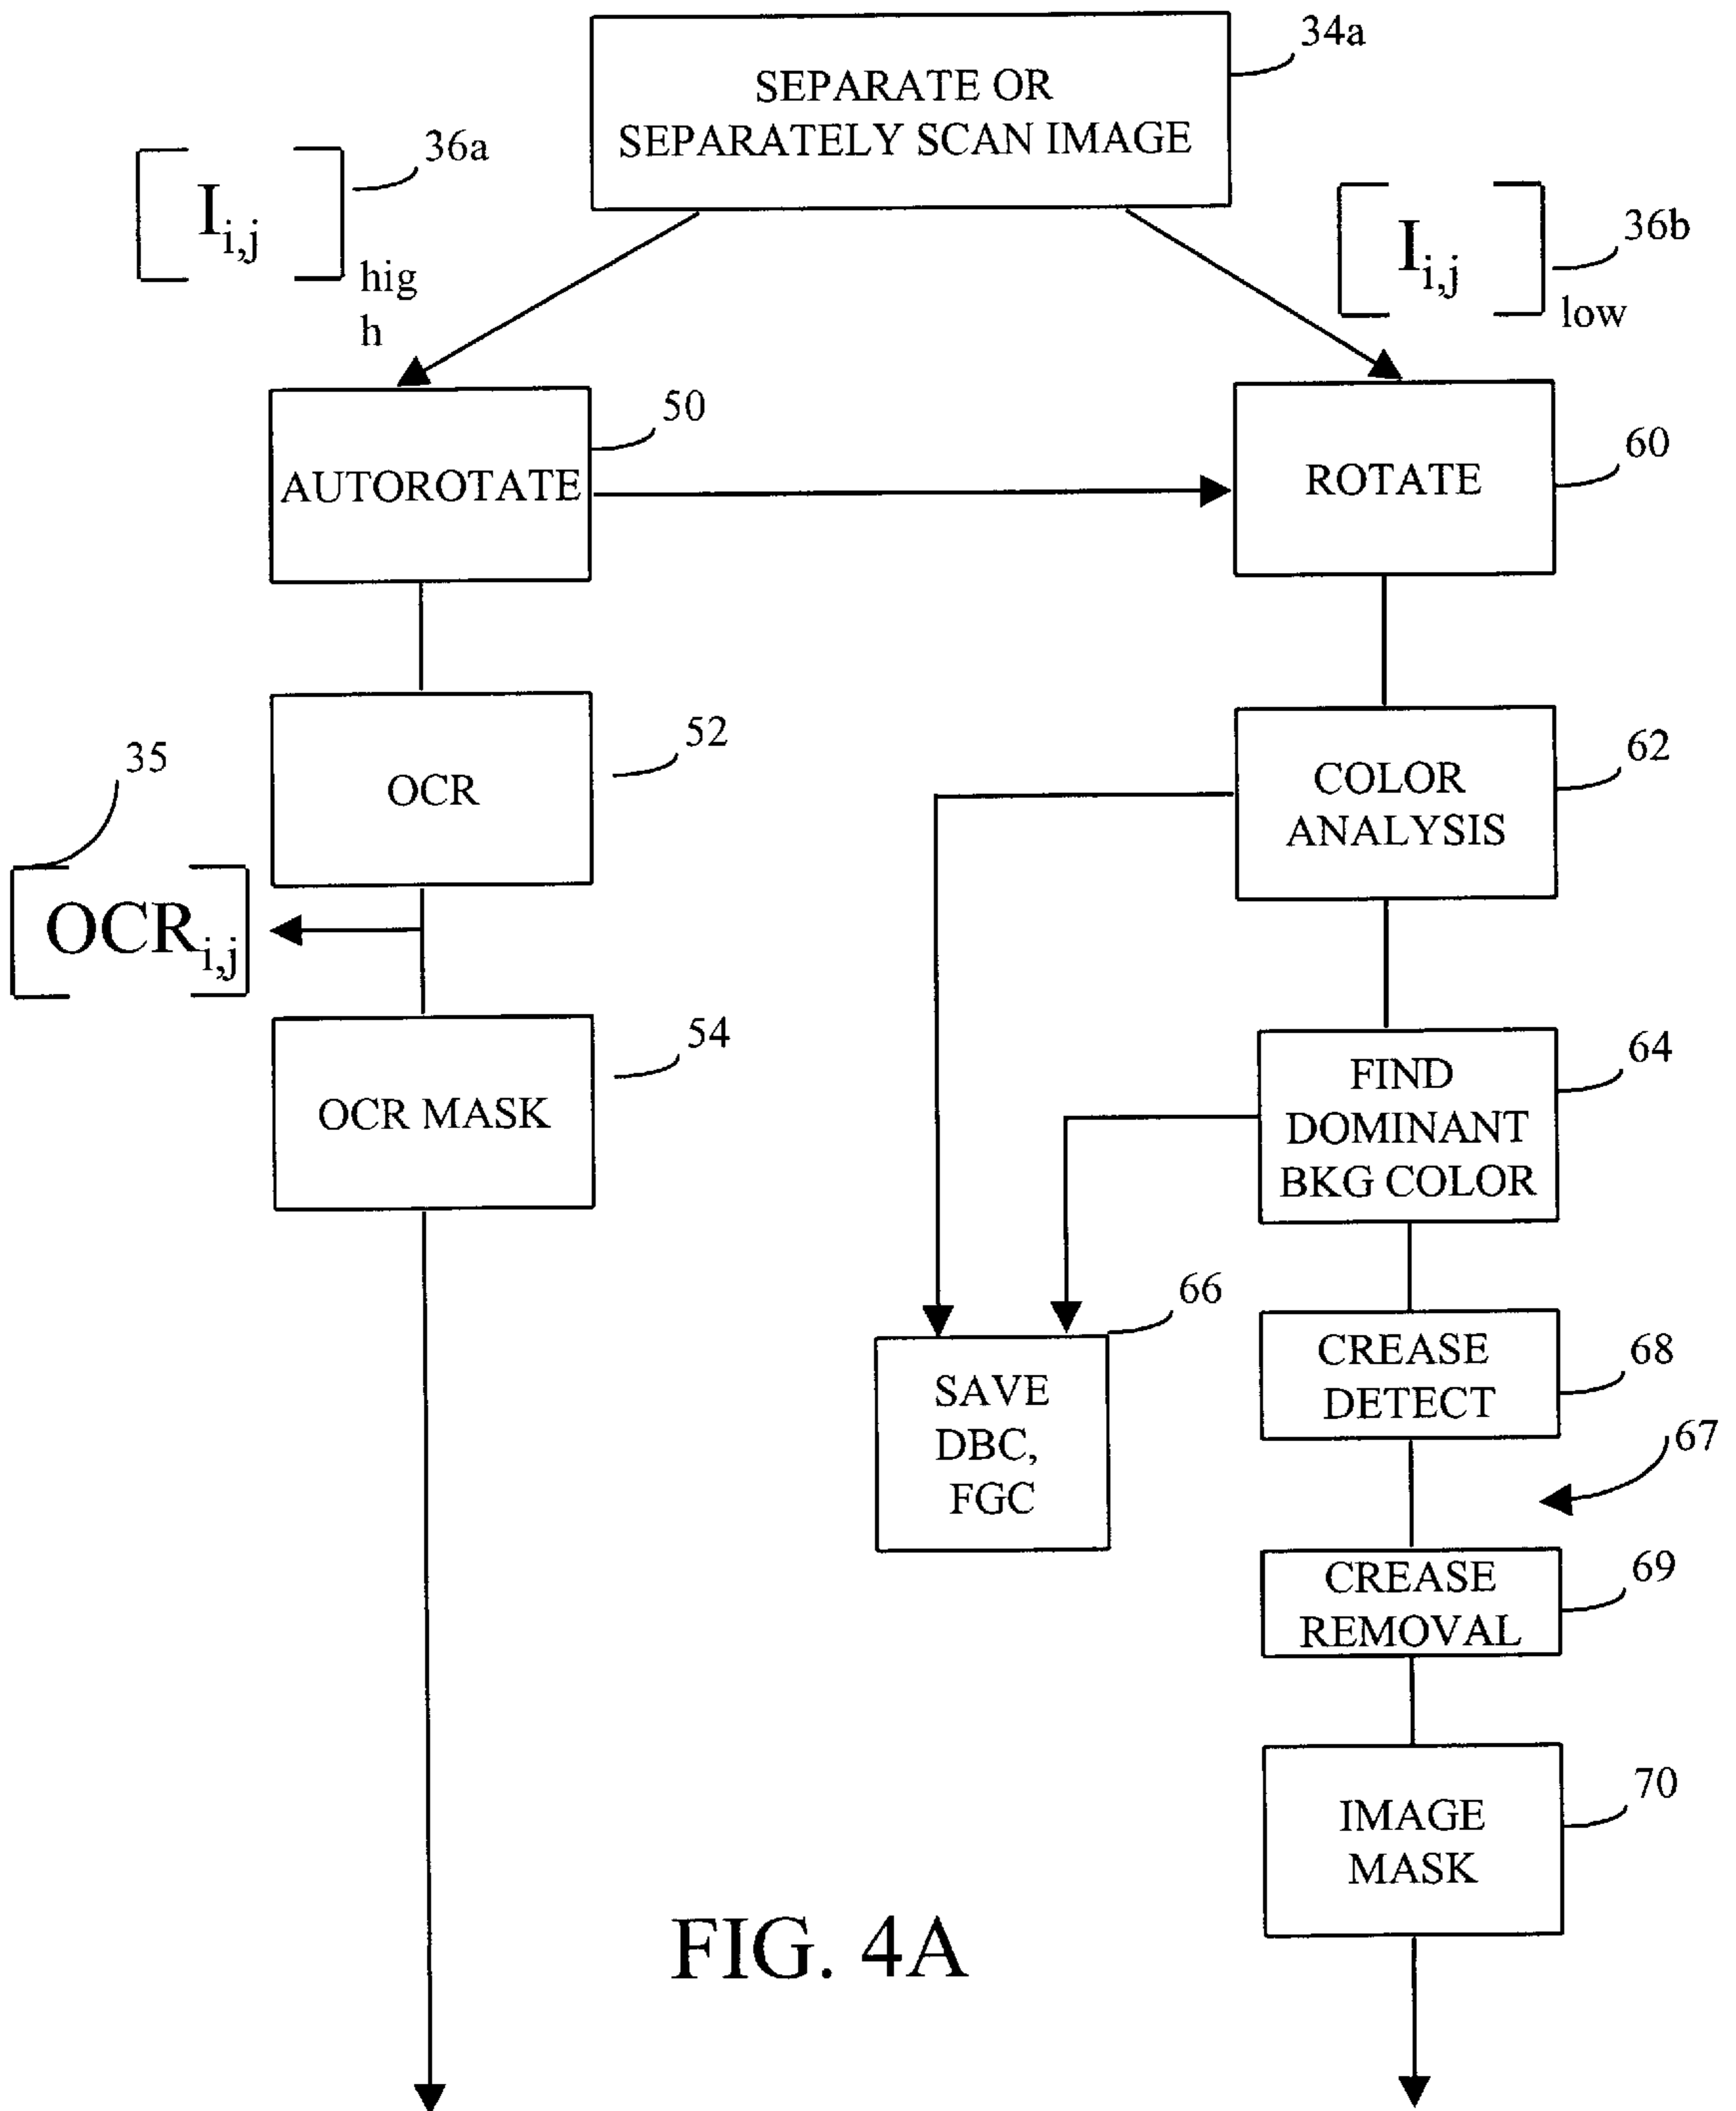 34a
SEPARATE OR
SEPARATELY SCAN IMAGE
36a
I i,j
hig
h
36b
I i,j
low
50
AUTOROTATE
60
ROTATE
52
OCR
62
COLOR
ANALYSIS
35
OCR i,j
54
OCR MASK
64
FIND
DOMINANT
BKG COLOR
66
SAVE
DBC,
FGC
68
CREASE
DETECT
67
69
CREASE
REMOVAL
70
IMAGE
MASK
FIG. 4A